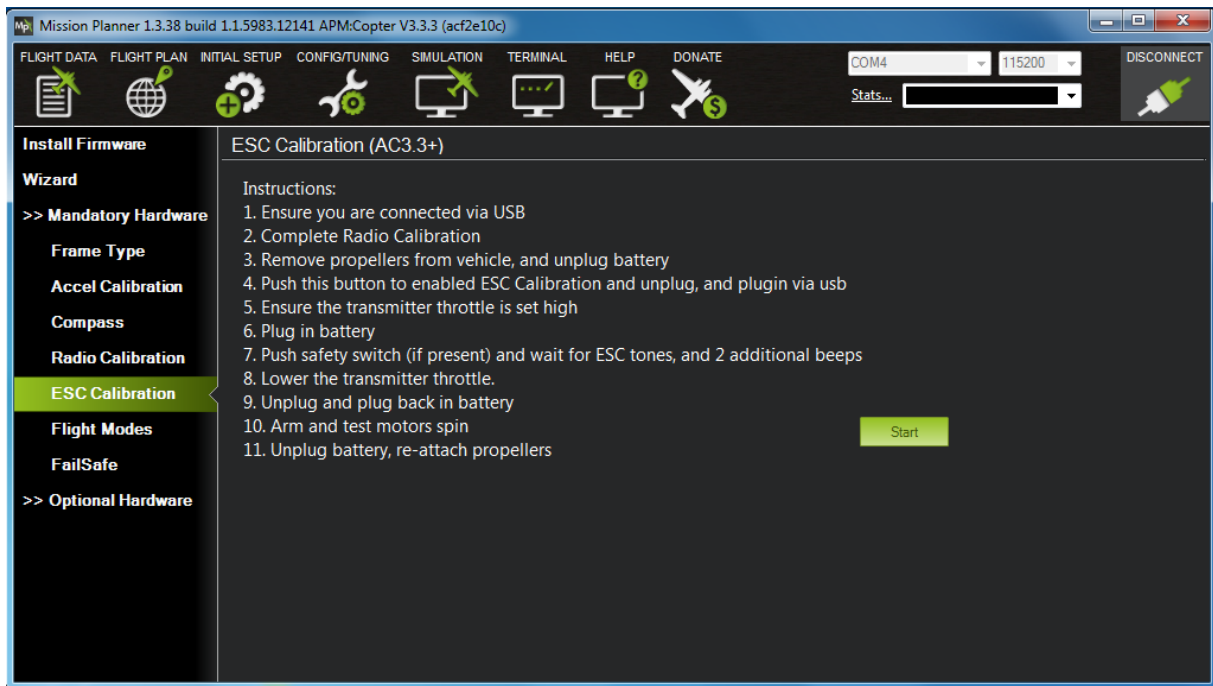 Mission Planner 1.3.38 build 1.1.5983.12141 APM:Copter V3.3.3 (acf2e10c)
FLIGHT DATA FLIGHT PLAN INITIAL SETUP CONFIG/TUNING SIMULATION TERMINAL HELP DONATE COM4 115200 DISCONNECT
Stats...
Install Firmware
Wizard
>> Mandatory Hardware
Frame Type
Accel Calibration
Compass
Radio Calibration
ESC Calibration
Flight Modes
FailSafe
>> Optional Hardware
ESC Calibration (AC3.3+)
Instructions:
1. Ensure you are connected via USB
2. Complete Radio Calibration
3. Remove propellers from vehicle, and unplug battery
4. Push this button to enabled ESC Calibration and unplug, and plugin via usb
5. Ensure the transmitter throttle is set high
6. Plug in battery
7. Push safety switch (if present) and wait for ESC tones, and 2 additional beeps
8. Lower the transmitter throttle.
9. Unplug and plug back in battery
10. Arm and test motors spin
11. Unplug battery, re-attach propellers
Start